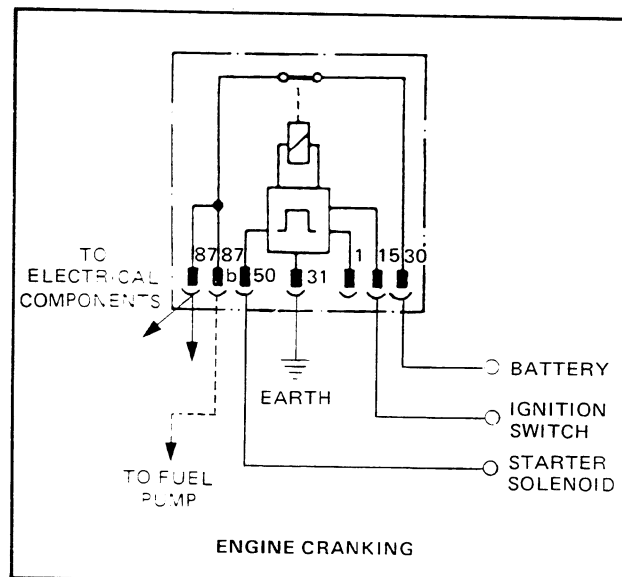 87 87 b 50 31 1 15 30
TO
ELECTRICAL
COMPONENTS
EARTH
BATTERY
IGNITION
SWITCH
STARTER
SOLENOID
TO FUEL
PUMP
ENGINE CRANKING